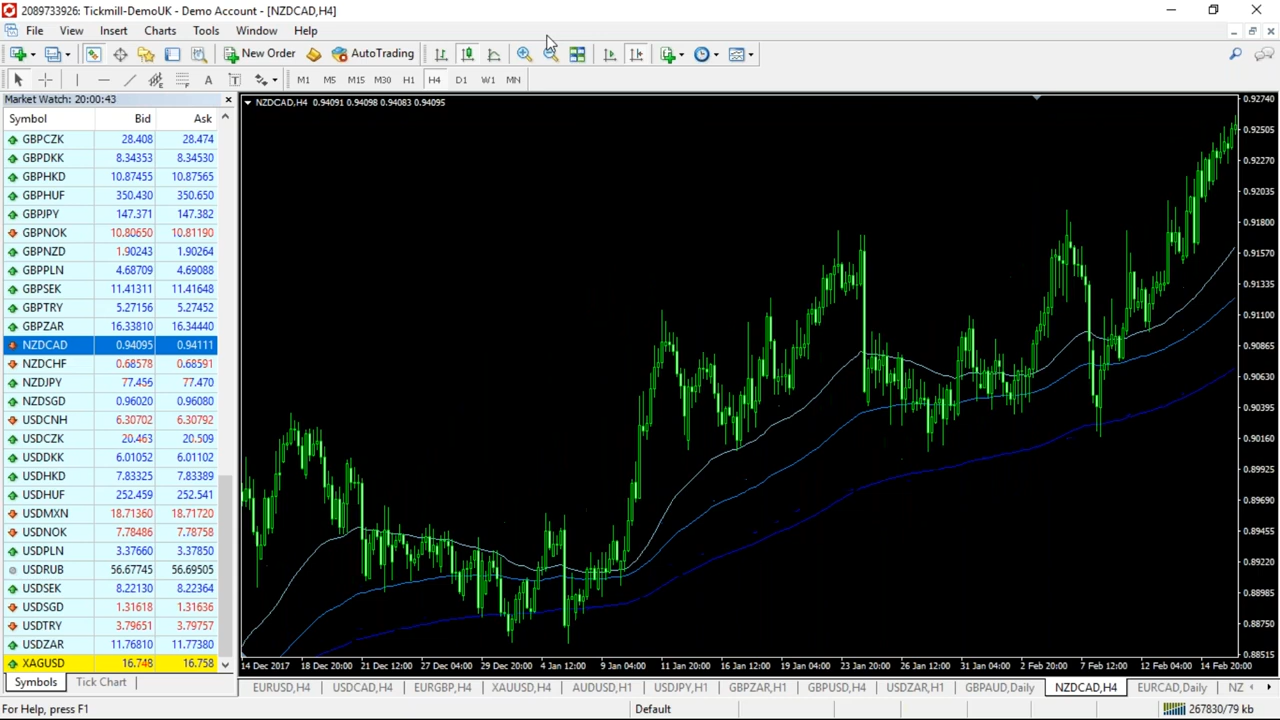 2089733926: Tickmill-DemoUK - Demo Account - [NZDCAD,H4]
File View Insert Charts Tools Window Help
New Order AutoTrading
A T M1 M5 M15 M30 H1 H4 D1 W1 MN
Market Watch: 20:00:43
Symbol Bid Ask
GBPCZK 28.408 28.474
GBPDKK 8.34353 8.34530
GBPHKD 10.87455 10.87565
GBPHUF 350.430 350.650
GBPJPY 147.371 147.382
GBPNOK 10.80650 10.81190
GBPNZD 1.90243 1.90264
GBPPLN 4.68709 4.69088
GBPSEK 11.41311 11.41648
GBPTRY 5.27156 5.27452
GBPZAR 16.33810 16.34440
NZDCAD 0.94095 0.94111
NZDCHF 0.68578 0.68591
NZDJPY 77.456 77.470
NZDSGD 0.96020 0.96080
USDCNH 6.30702 6.30792
USDCZK 20.463 20.509
USDDKK 6.01052 6.01102
USDHKD 7.83325 7.83389
USDHUF 252.459 252.541
USDMXN 18.71360 18.71720
USDNOK 7.78486 7.78758
USDPLN 3.37660 3.37850
USDRUB 56.67745 56.69505
USDSEK 8.22130 8.22364
USDSGD 1.31618 1.31636
USDTRY 3.79651 3.79757
USDZAR 11.76810 11.77380
XAGUSD 16.748 16.758
Symbols Tick Chart
NZDCAD,H4 0.94091 0.94098 0.94083 0.94095
0.92740
0.92505
0.92270
0.92035
0.91800
0.91570
0.91335
0.91100
0.90865
0.90630
0.90395
0.90160
0.89925
0.89690
0.89455
0.89220
0.88985
0.88750
0.88515
14 Dec 2017 18 Dec 20:00 21 Dec 12:00 27 Dec 04:00 29 Dec 20:00 4 Jan 12:00 9 Jan 04:00 11 Jan 20:00 16 Jan 12:00 19 Jan 04:00 23 Jan 20:00 26 Jan 12:00 31 Jan 04:00 2 Feb 20:00 7 Feb 12:00 12 Feb 04:00 14 Feb 20:00
EURUSD,H4 USDCAD,H4 EURGBP,H4 XAUUSD,H4 AUDUSD,H1 USDJPY,H1 GBPZAR,H1 GBPUSD,H4 USDZAR,H1 GBPAUD,Daily NZDCAD,H4 EURCAD,Daily NZ
For Help, press F1 Default 267830/79 kb